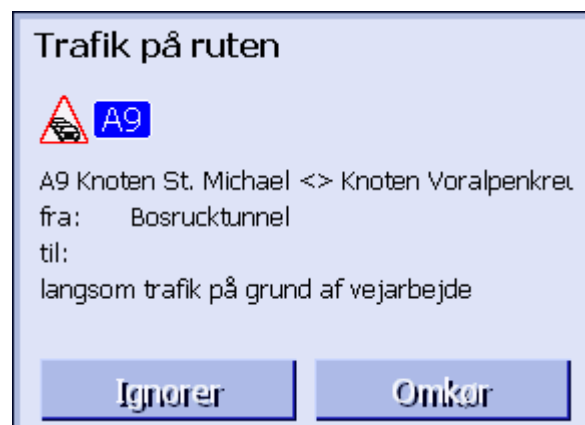 Trafik på ruten
A9
A9 Knoten St. Michael <> Knoten Voralpenkreu
fra: Bosrucktunnel
til:
langsom trafik på grund af vejarbejde
Ignorer Omkør